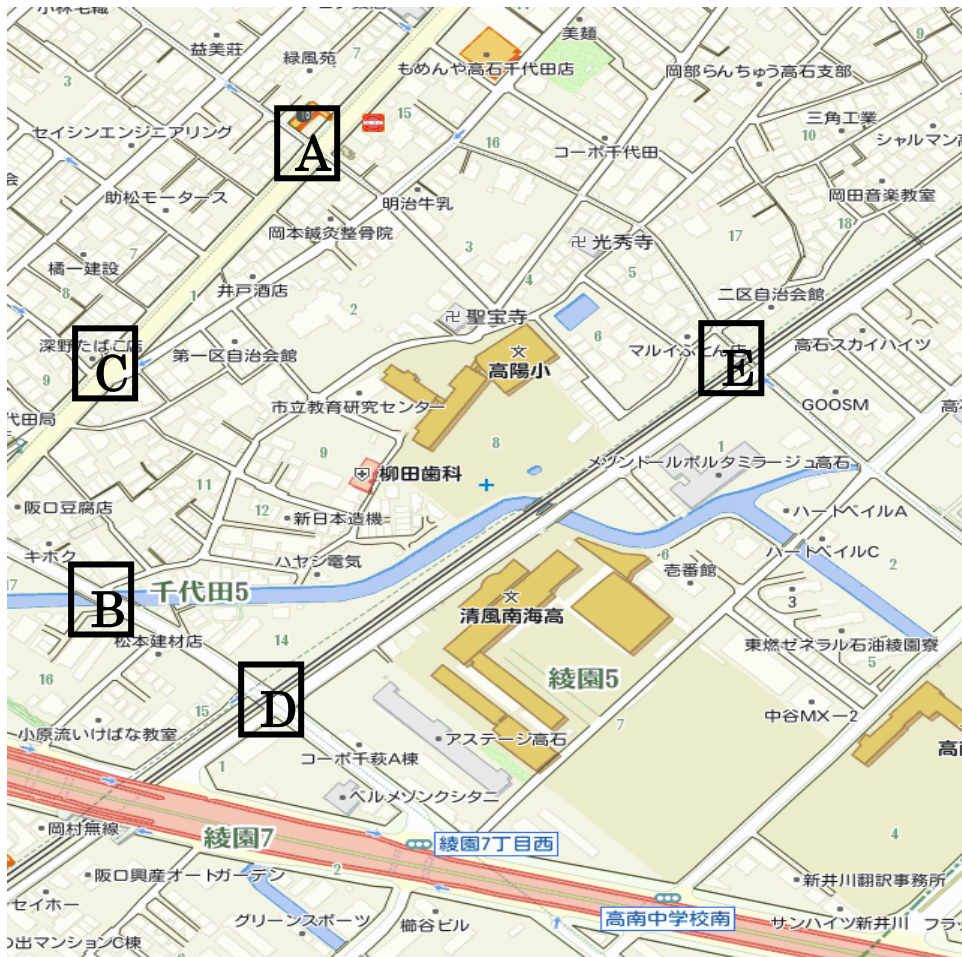 小林毛織
益美荘
緑風苑
7
美麺
9
もめんや高石千代田店
岡部らんちゅう高石支部
3
15
三角工業
セイシンエンジニアリング
A
16
コーポ千代田
10
シャルマン高
助松モータース
明治牛乳
岡田音楽教室
岡本鍼灸整骨院
卍 光秀寺
17
18
7
橘一建設
3
4
5
8
1
井戸酒店
2
二区自治会館
卍 聖宝寺
6
深野たばこ店
第一区自治会館
文
高陽小
マルイふとん店
高石スカイハイツ
C
9
E
市立教育研究センター
GOOSM
代田局
8
1
9
柳田歯科
メゾンドールボルタミラージュ高石
11
阪口豆腐店
12
新日本造機
ハートベイルA
キホク
ハヤシ電気
6
ハートベイルC
17
千代田5
壱番館
2
B
文
清風南海高
3
松本建材店
14
東燃ゼネラル石油綾園寮
16
綾園5
5
15
D
7
中谷MX-2
小原流いけばな教室
コーポ千萩A棟
アステージ高石
高南
1
ベルメゾンクシタニ
岡村無線
綾園7
綾園7丁目西
4
2
阪口興産オートガーデン
新井川翻訳事務所
セイホー
グリーンスポーツ
櫛谷ビル
高南中学校南
サンハイツ新井川
フラッ
の出マンションC棟